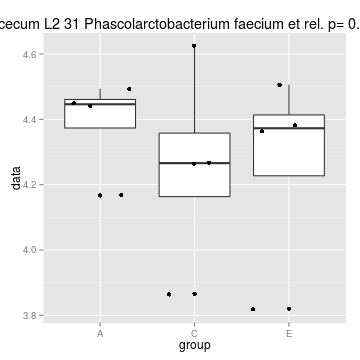 cecum L2 31 Phascolarctobacterium faecium et rel. p= 0.
4.6
4.4
4.2
4.0
3.8
data
A C E
group